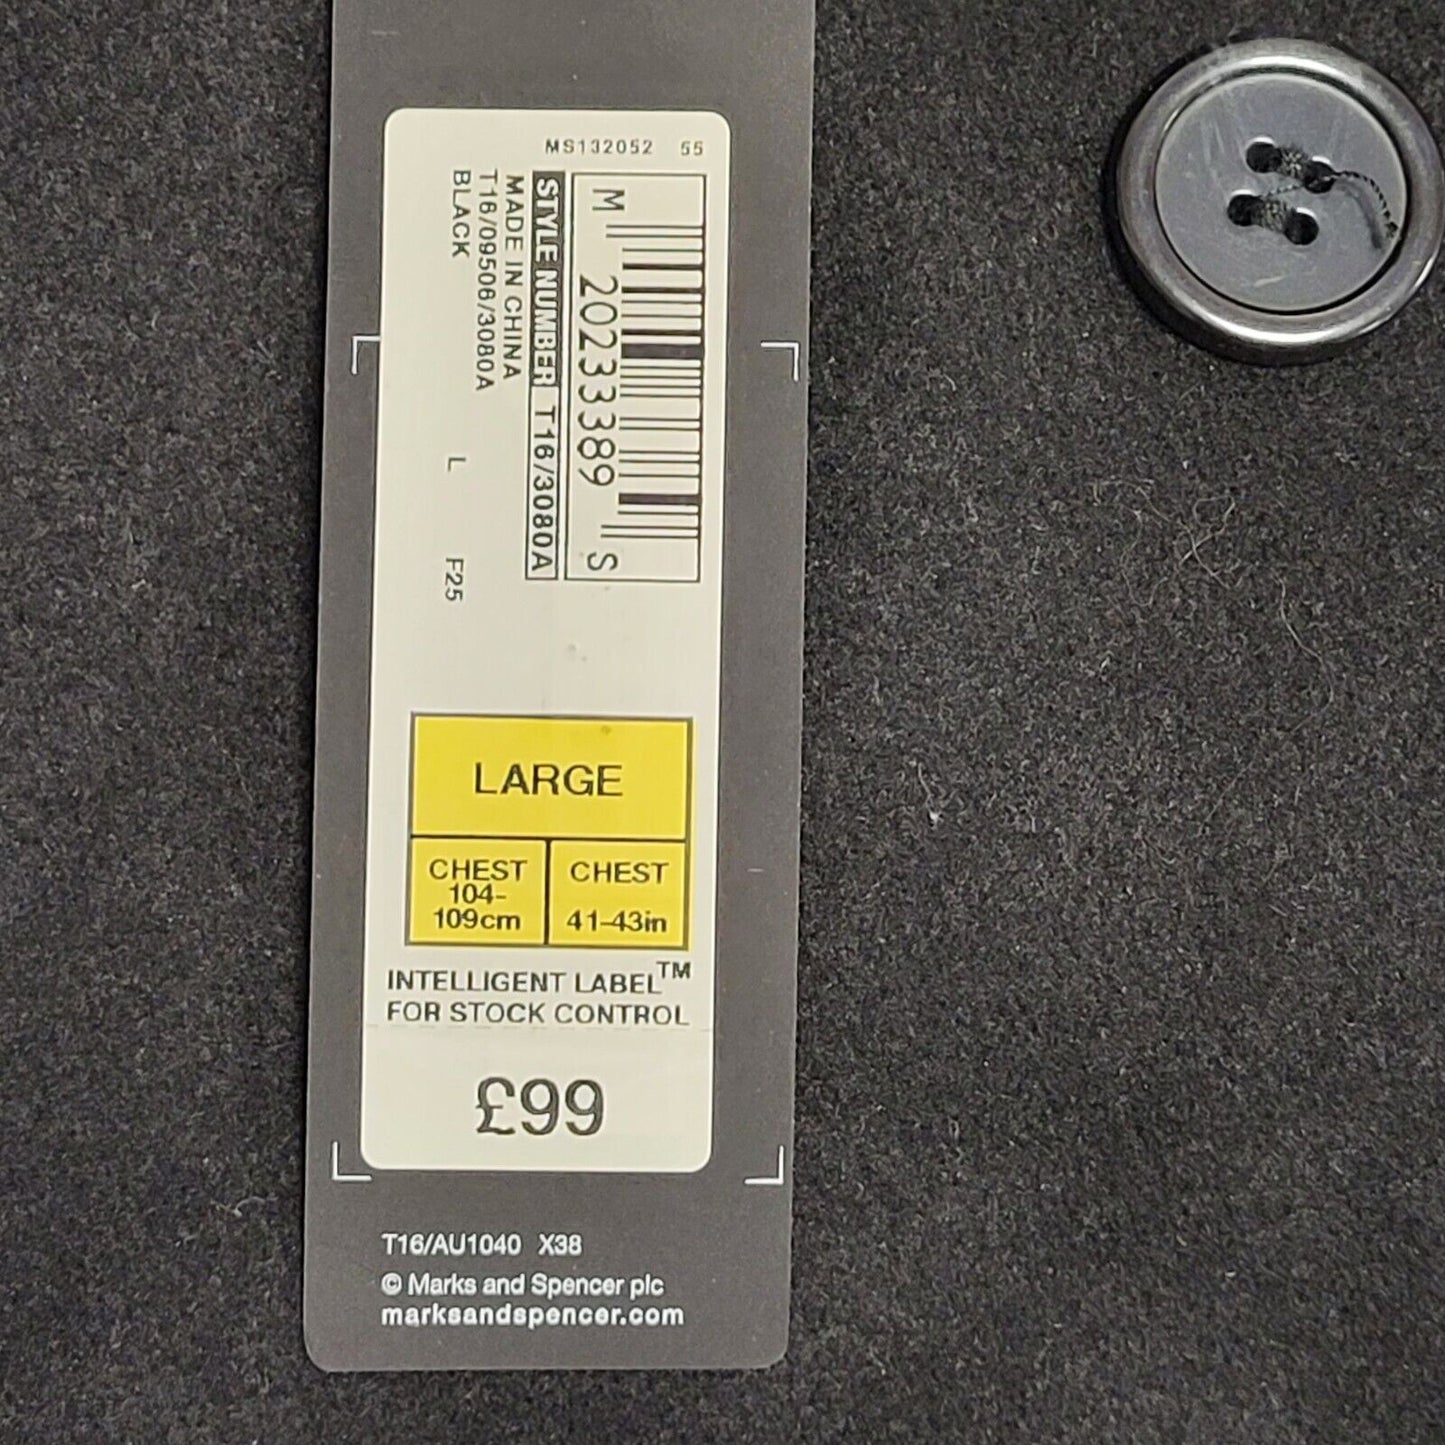 MS132052 55
M 20233389 S
STYLE NUMBER T16/3080A
MADE IN CHINA
T16/09506/3080A
BLACK L F25
LARGE
CHEST
104-
109cm
CHEST
41-43in
INTELLIGENT LABEL™
FOR STOCK CONTROL
£99
T16/AU1040 X38
© Marks and Spencer plc
marksandspencer.com